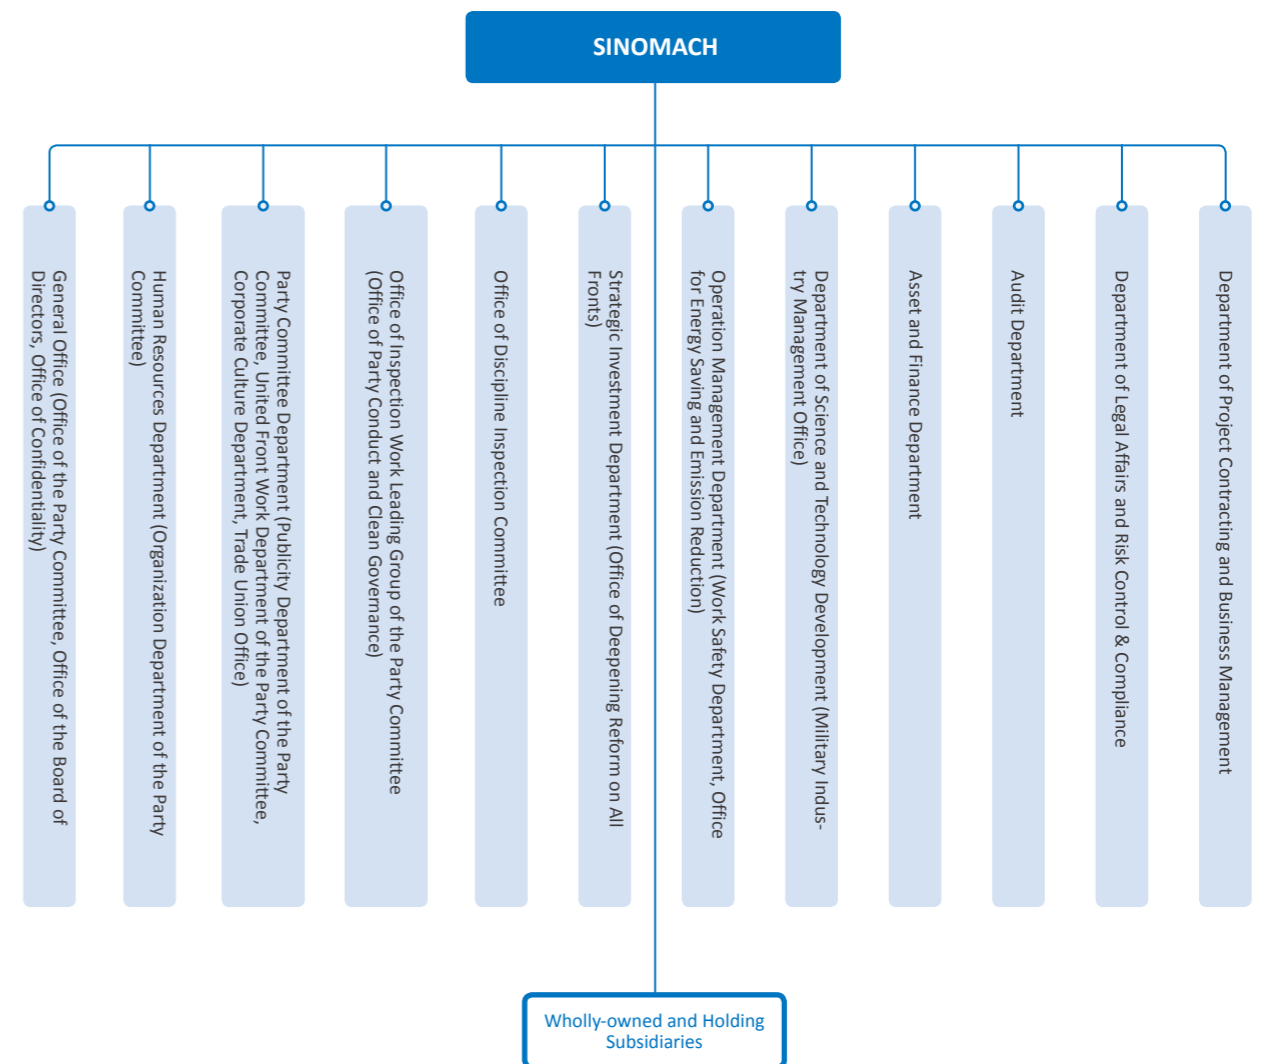 SINOMACH
General Office (Office of the Party Committee, Office of the Board of
Directors, Office of Confidentiality)
Human Resources Department (Organization Department of the Party
Committee)
Party Committee Department (Publicity Department of the Party
Committee, United Front Work Department of the Party Committee,
Corporate Culture Department, Trade Union Office)
Office of Inspection Work Leading Group of the Party Committee
(Office of Party Conduct and Clean Governance)
Office of Discipline Inspection Committee
Strategic Investment Department (Office of Deepening Reform on All
Fronts)
Operation Management Department (Work Safety Department, Office
for Energy Saving and Emission Reduction)
Department of Science and Technology Development (Military Indus-
try Management Office)
Asset and Finance Department
Audit Department
Department of Legal Affairs and Risk Control & Compliance
Department of Project Contracting and Business Management
Wholly-owned and Holding
Subsidiaries